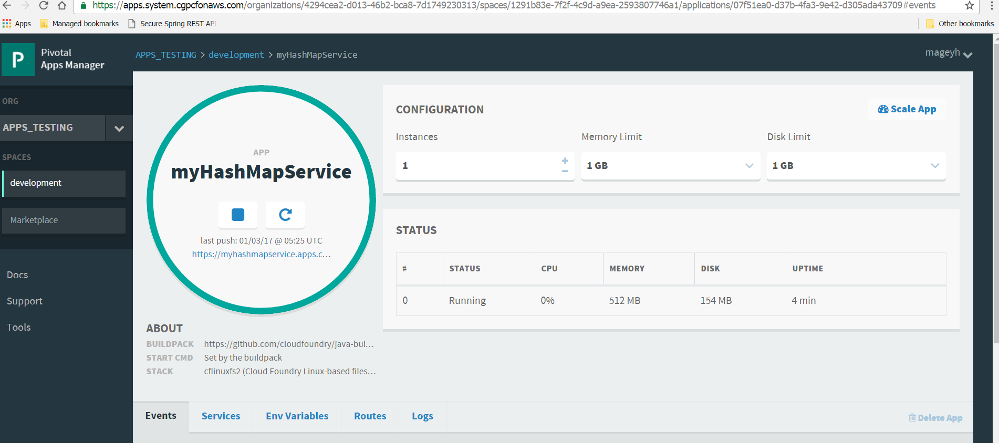 https://apps.system.cgpcfonaws.com/organizations/4294cea2-d013-46b2-bca8-7d1749230313/spaces/1291b83e-7f2f-4c9d-a9ea-2593807746a1/applications/07f51ea0-d37b-4fa3-9e42-d305ada43709#events
Apps Managed bookmarks Secure Spring REST API Other bookmarks
P
Pivotal
Apps Manager
APPS_TESTING > development > myHashMapService
mageyh
ORG
APPS_TESTING
SPACES
development
Marketplace
Docs
Support
Tools
APP
myHashMapService
last push: 01/03/17 @ 05:25 UTC
https://myhashmapservice.apps.c...
ABOUT
BUILDPACK https://github.com/cloudfoundry/java-bui...
START CMD Set by the buildpack
STACK cflinuxfs2 (Cloud Foundry Linux-based files...
CONFIGURATION
Scale App
Instances Memory Limit Disk Limit
1 1 GB 1 GB
STATUS
# STATUS CPU MEMORY DISK UPTIME
0 Running 0% 512 MB 154 MB 4 min
Events Services Env Variables Routes Logs Delete App